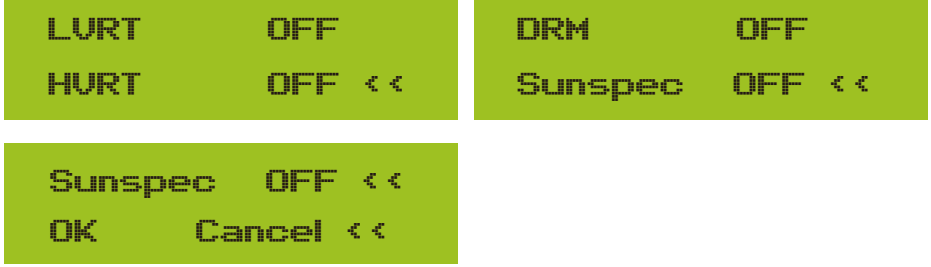 LVRT OFF
HVRT OFF <<
DRM OFF
Sunspec OFF <<
Sunspec OFF <<
OK Cancel <<